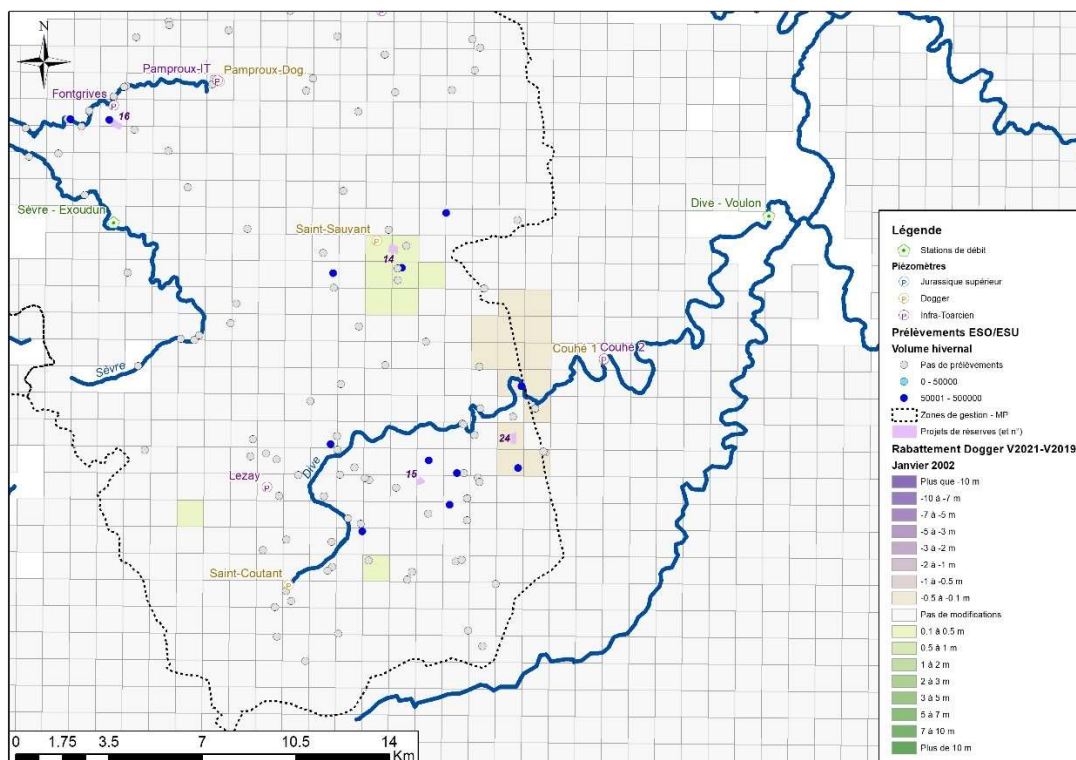 N
Pamproux-IT
Pamproux-Dog.
Fontgrives
16
Sèvre - Exoudun
Dive - Voulon
Saint-Sauvant
14
Sèvre
Couhé 1
Couhé 2
24
Dive
15
Lezay
Saint-Coutant
0 1.75 3.5 7 10.5 14
Km
Légende
Stations de débit
Piézomètres
Jurassique supérieur
Dogger
Infra-Toarcien
Prélèvements ESO/ESU
Volume hivernal
Pas de prélèvements
0 - 50000
50001 - 500000
Zones de gestion - MP
Projets de réserves (et n°)
Rabattement Dogger V2021-V2019
Janvier 2002
Plus que -10 m
-10 à -7 m
-7 à -5 m
-5 à -3 m
-3 à -2 m
-2 à -1 m
-1 à -0.5 m
-0.5 à -0.1 m
Pas de modifications
0.1 à 0.5 m
0.5 à 1 m
1 à 2 m
2 à 3 m
3 à 5 m
5 à 7 m
7 à 10 m
Plus de 10 m